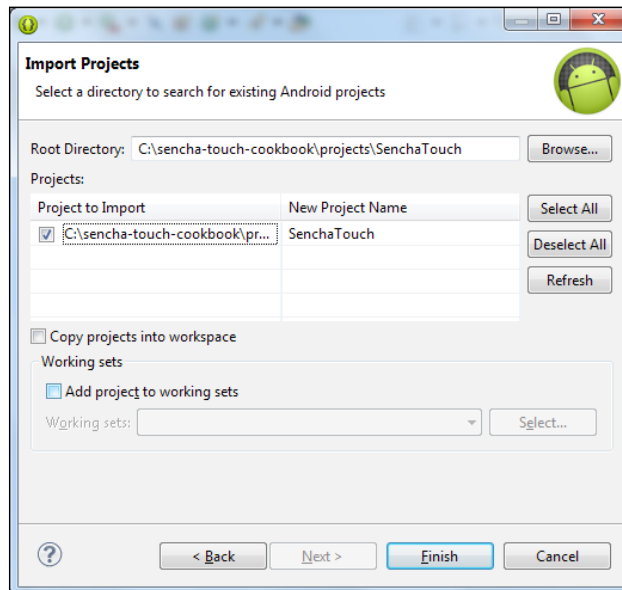 Import Projects
Select a directory to search for existing Android projects
Root Directory: C:\sencha-touch-cookbook\projects\SenchaTouch Browse...
Projects:
Project to Import New Project Name Select All
C:\sencha-touch-cookbook\pr... SenchaTouch
Deselect All
Refresh
Copy projects into workspace
Working sets
Add project to working sets
Working sets: Select...
? < Back Next > Finish Cancel